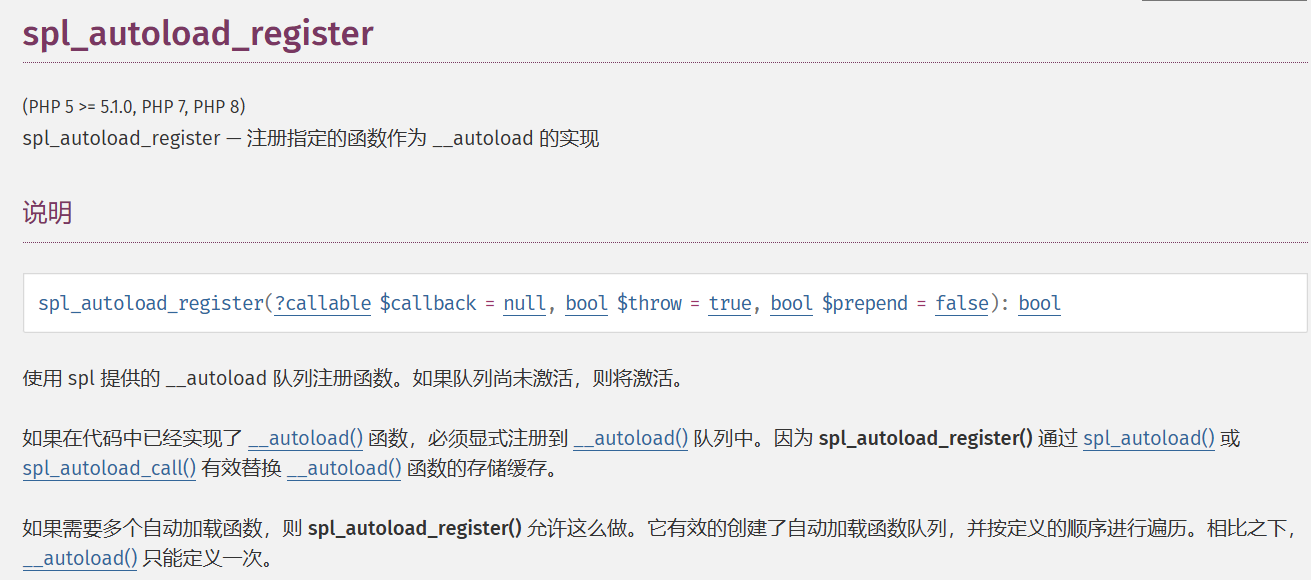 spl_autoload_register
(PHP 5 >= 5.1.0, PHP 7, PHP 8)
spl_autoload_register — 注册指定的函数作为 __autoload 的实现
说明
spl_autoload_register(?callable $callback = null, bool $throw = true, bool $prepend = false): bool
使用 spl 提供的 __autoload 队列注册函数。如果队列尚未激活，则将激活。
如果在代码中已经实现了 __autoload() 函数，必须显式注册到 __autoload() 队列中。因为 spl_autoload_register() 通过 spl_autoload() 或
spl_autoload_call() 有效替换 __autoload() 函数的存储缓存。
如果需要多个自动加载函数，则 spl_autoload_register() 允许这么做。它有效的创建了自动加载函数队列，并按定义的顺序进行遍历。相比之下，
__autoload() 只能定义一次。